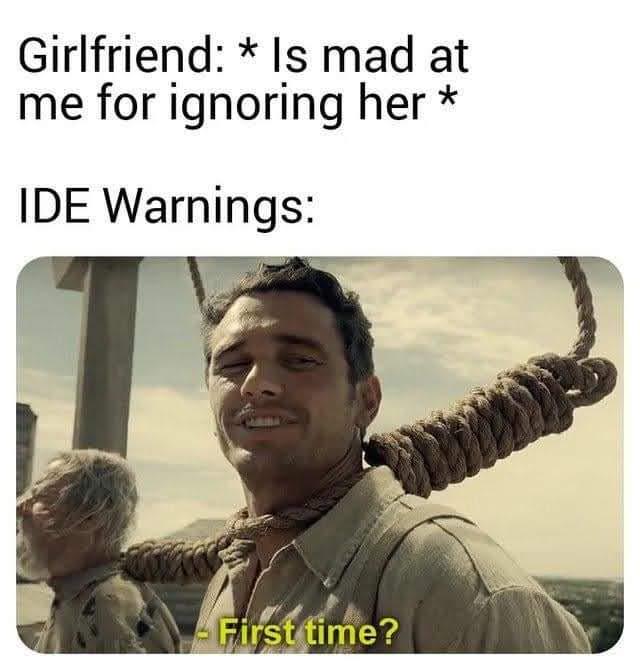 Girlfriend: * Is mad at
me for ignoring her *
IDE Warnings:
- First time?